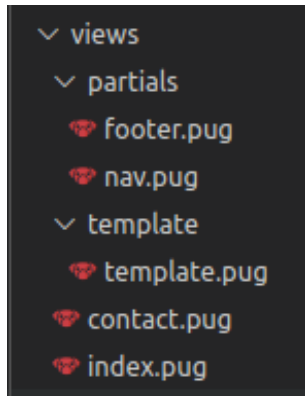 views
partials
footer.pug
nav.pug
template
template.pug
contact.pug
index.pug